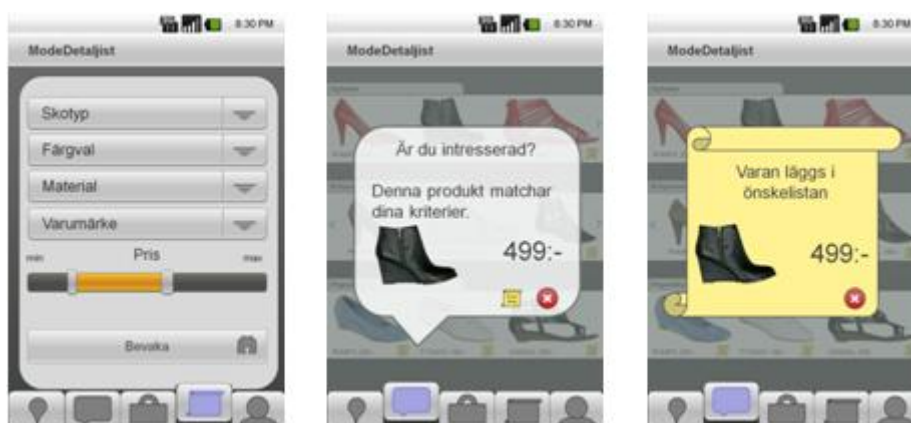 8:30 PM
ModeDetaljist
Skotyp
Färgval
Material
Varumärke
Pris
min
max
Bevaka
8:30 PM
ModeDetaljist
Är du intresserad?
Denna produkt matchar
dina kriterier.
499:-
8:30 PM
ModeDetaljist
Varan läggs i
önskelistan
499:-